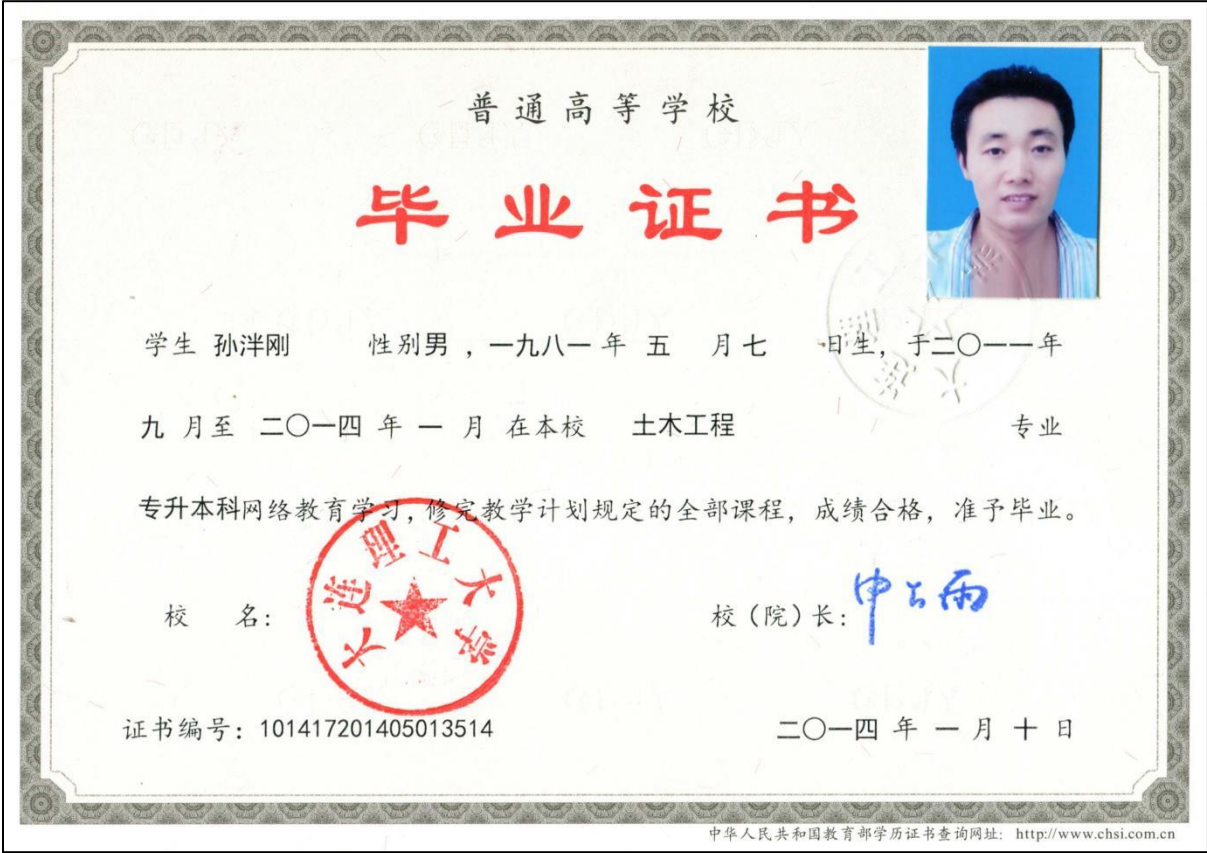 普通高等学校
毕业证书
学生 孙泮刚 性别男，一九八一年 五 月七 日生，于二〇一一年
九 月至 二〇一四 年 一 月 在本校 土木工程 专业
专升本科网络教育学习，修完教学计划规定的全部课程，成绩合格，准予毕业。
校 名：
大连理工大学
校（院）长：
证书编号：101417201405013514
二〇一四 年 一 月 十 日
中华人民共和国教育部学历证书查询网址：http://www.chsi.com.cn